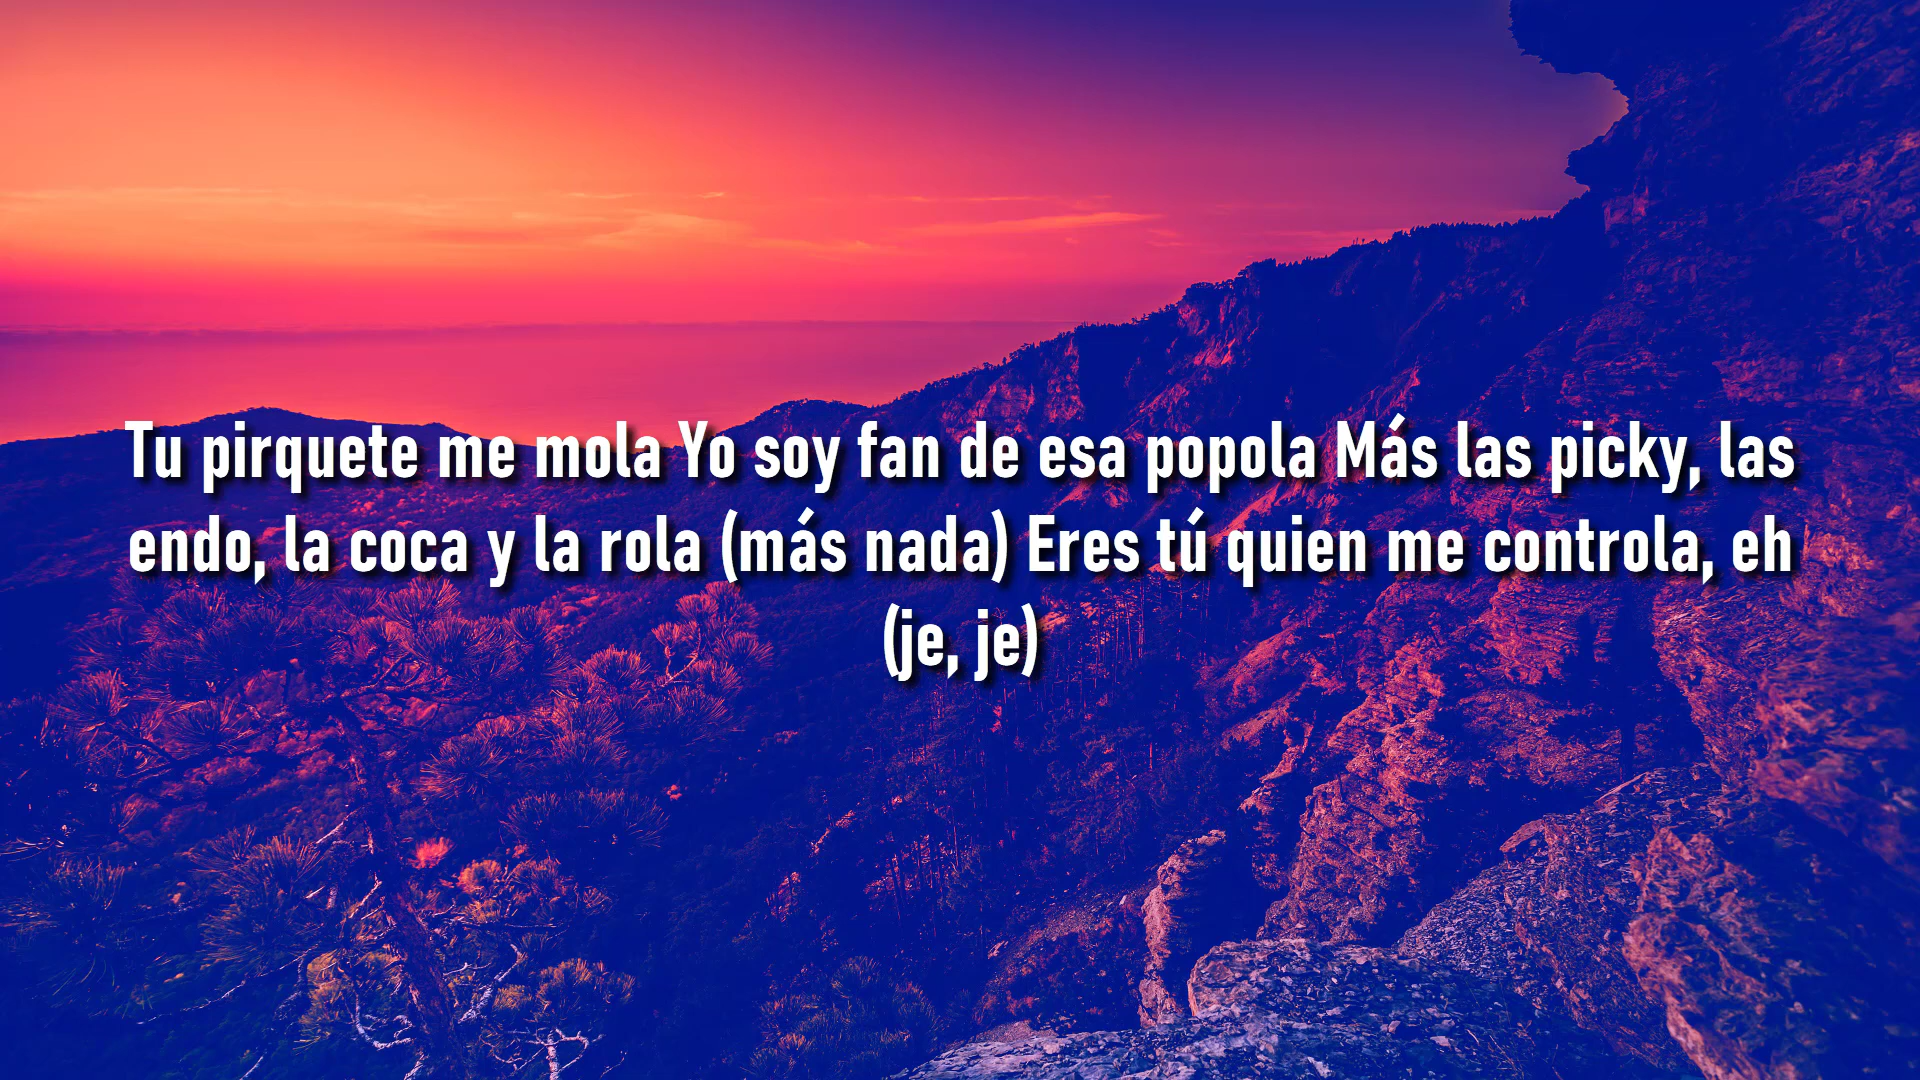 Tu pirquete me mola Yo soy fan de esa popola Más las picky, las
endo, la coca y la rola (más nada) Eres tú quien me controla, eh
(je, je)